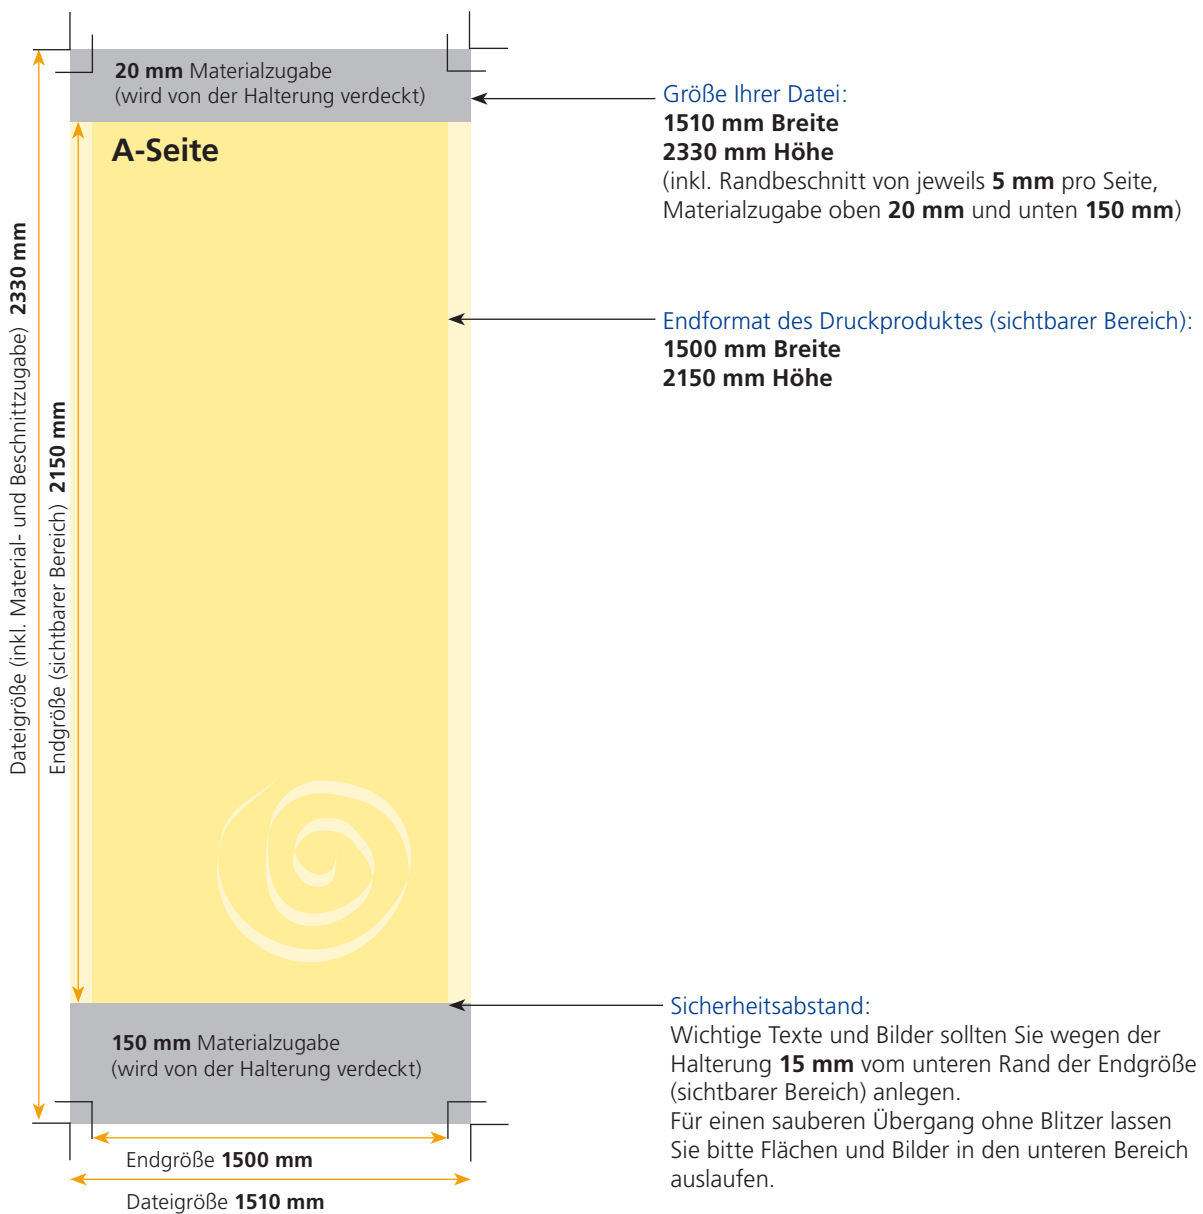 20 mm Materialzugabe
(wird von der Halterung verdeckt)
A-Seite
Größe Ihrer Datei:
1510 mm Breite
2330 mm Höhe
(inkl. Randbeschnitt von jeweils 5 mm pro Seite,
Materialzugabe oben 20 mm und unten 150 mm)
Endformat des Druckproduktes (sichtbarer Bereich):
1500 mm Breite
2150 mm Höhe
Dateigröße (inkl. Material- und Beschnittzugabe) 2330 mm
Endgröße (sichtbarer Bereich) 2150 mm
Sicherheitsabstand:
Wichtige Texte und Bilder sollten Sie wegen der
Halterung 15 mm vom unteren Rand der Endgröße
(sichtbarer Bereich) anlegen.
Für einen sauberen Übergang ohne Blitzer lassen
Sie bitte Flächen und Bilder in den unteren Bereich
auslaufen.
150 mm Materialzugabe
(wird von der Halterung verdeckt)
Endgröße 1500 mm
Dateigröße 1510 mm